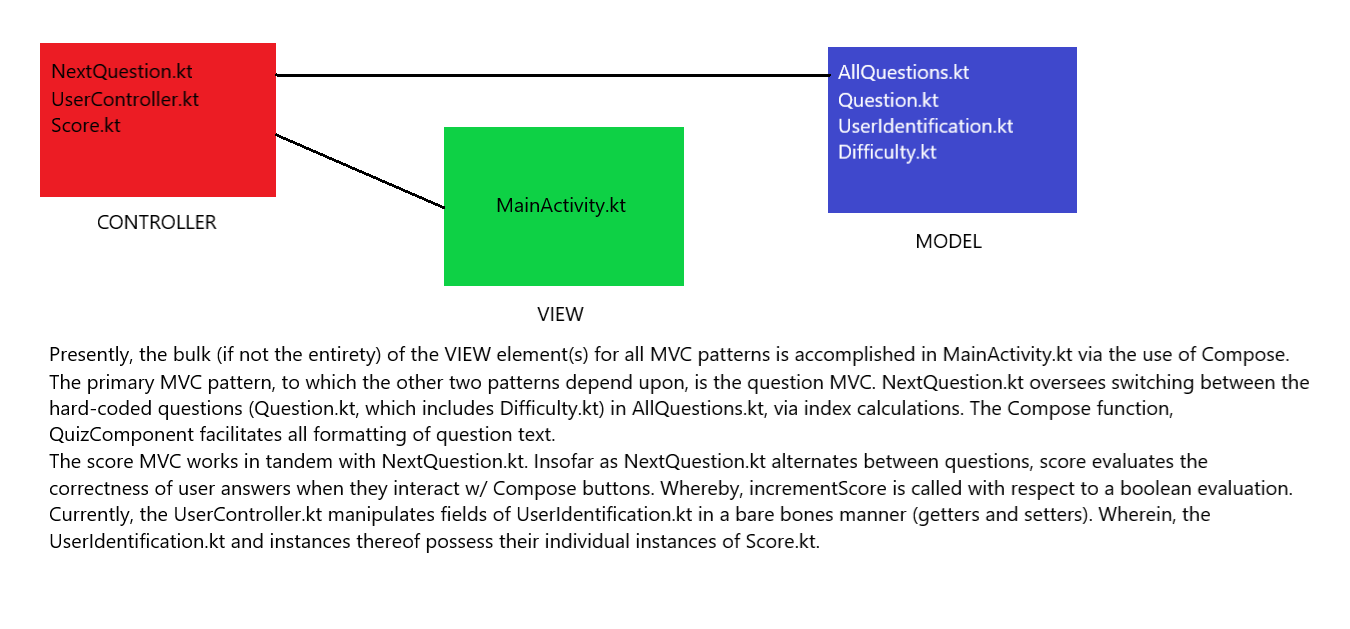 NextQuestion.kt
UserController.kt
Score.kt
CONTROLLER
MainActivity.kt
VIEW
AllQuestions.kt
Question.kt
UserIdentification.kt
Difficulty.kt
MODEL
Presently, the bulk (if not the entirety) of the VIEW element(s) for all MVC patterns is accomplished in MainActivity.kt via the use of Compose.
The primary MVC pattern, to which the other two patterns depend upon, is the question MVC. NextQuestion.kt oversees switching between the
hard-coded questions (Question.kt, which includes Difficulty.kt) in AllQuestions.kt, via index calculations. The Compose function,
QuizComponent facilitates all formatting of question text.
The score MVC works in tandem with NextQuestion.kt. Insofar as NextQuestion.kt alternates between questions, score evaluates the
correctness of user answers when they interact w/ Compose buttons. Whereby, incrementScore is called with respect to a boolean evaluation.
Currently, the UserController.kt manipulates fields of UserIdentification.kt in a bare bones manner (getters and setters). Wherein, the
UserIdentification.kt and instances thereof possess their individual instances of Score.kt.